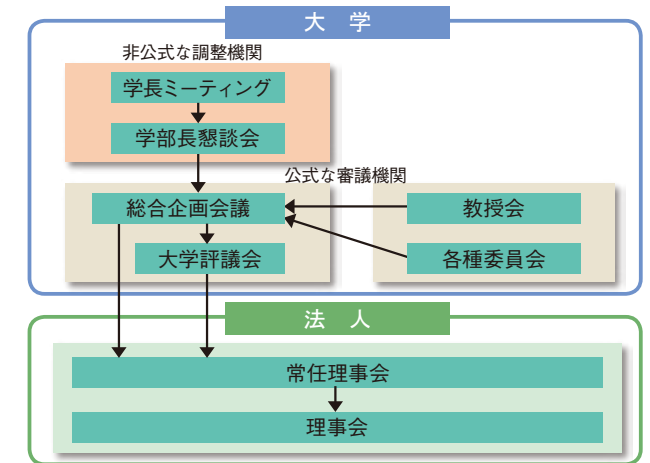 大 学
非公式な調整機関
学長ミーティング
学部長懇談会
公式な審議機関
総合企画会議
教授会
大学評議会
各種委員会
法 人
常任理事会
理事会